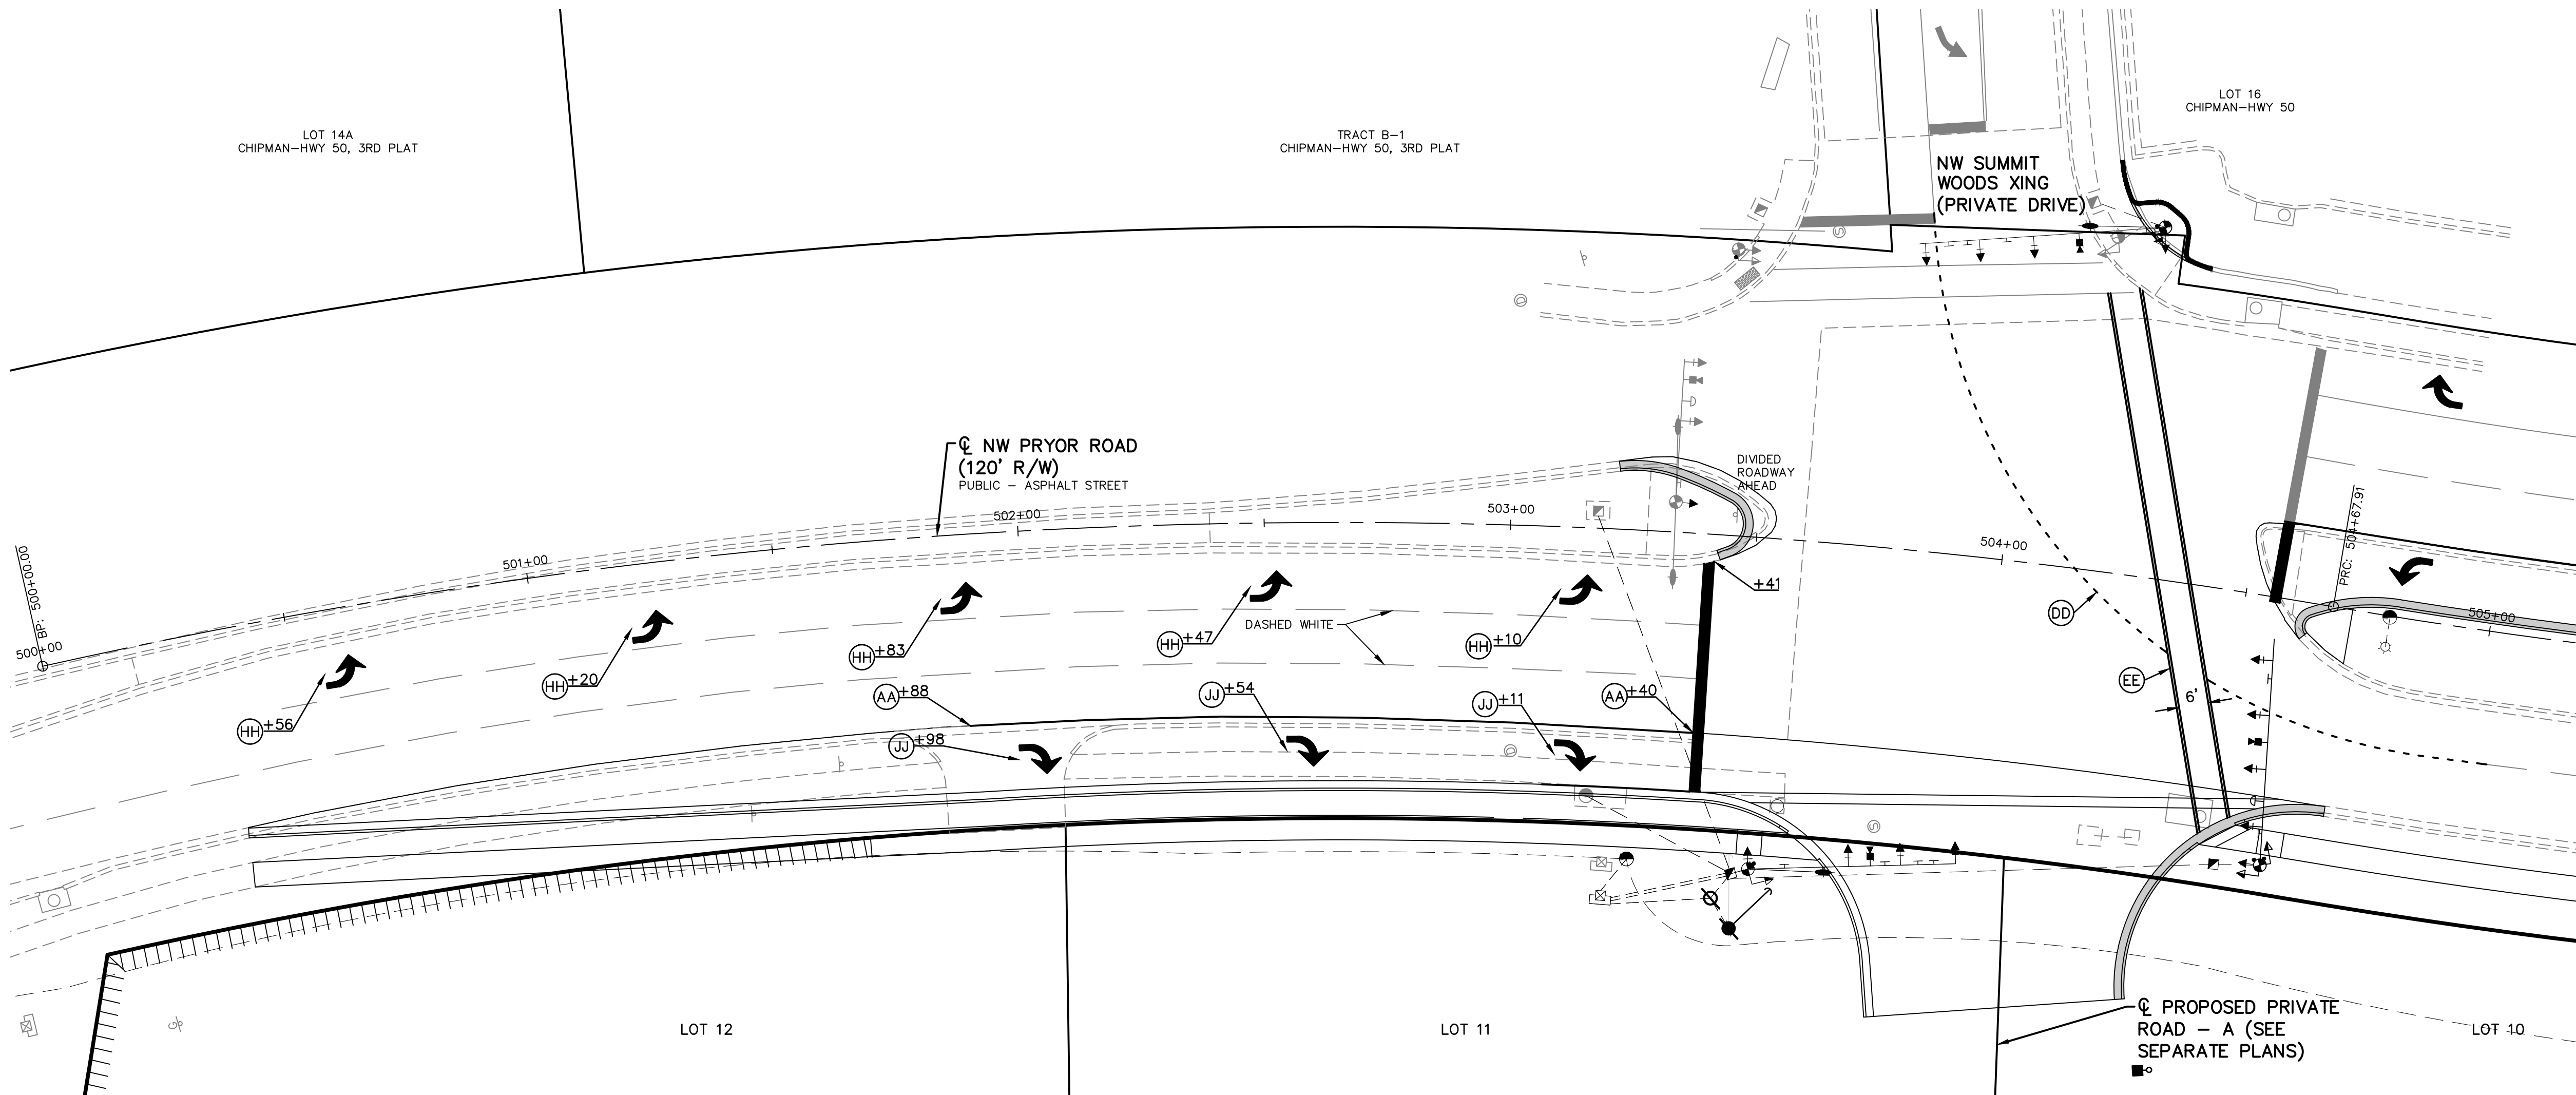 LOT 14A
CHIPMAN-HWY 50, 3RD PLAT
TRACT B-1
CHIPMAN-HWY 50, 3RD PLAT
LOT 16
CHIPMAN-HWY 50
NW SUMMIT
WOODS XING
(PRIVATE DRIVE)
℄ NW PRYOR ROAD
(120' R/W)
PUBLIC - ASPHALT STREET
DIVIDED
ROADWAY
AHEAD
BP: 500+00.00
500+00
501+00
502+00
503+00
504+00
505+00
PRC: 504+67.91
+41
DASHED WHITE
HH +56
HH +20
HH +83
HH +47
HH +10
AA +88
JJ +54
JJ +11
AA +40
JJ +98
DD
EE
6'
D
D
S
S
G
LOT 12
LOT 11
LOT 10
℄ PROPOSED PRIVATE
ROAD - A (SEE
SEPARATE PLANS)